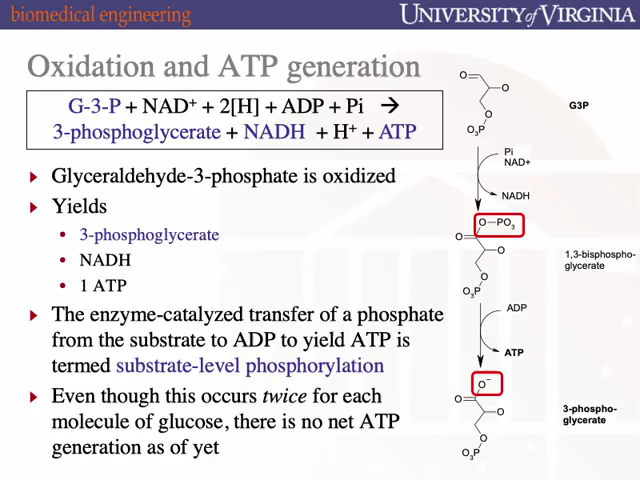 biomedical engineering
UNIVERSITY of VIRGINIA
Oxidation and ATP generation
G-3-P + NAD⁺ + 2[H] + ADP + Pi →
3-phosphoglycerate + NADH + H⁺ + ATP
Glyceraldehyde-3-phosphate is oxidized
Yields
3-phosphoglycerate
NADH
1 ATP
The enzyme-catalyzed transfer of a phosphate
from the substrate to ADP to yield ATP is
termed substrate-level phosphorylation
Even though this occurs twice for each
molecule of glucose, there is no net ATP
generation as of yet
O
O
O
O₃P
G3P
Pi
NAD+
NADH
O—PO₃
O
O
O
O₃P
1,3-bisphospho-
glycerate
ADP
ATP
O⁻
O
O
O
O₃P
3-phospho-
glycerate